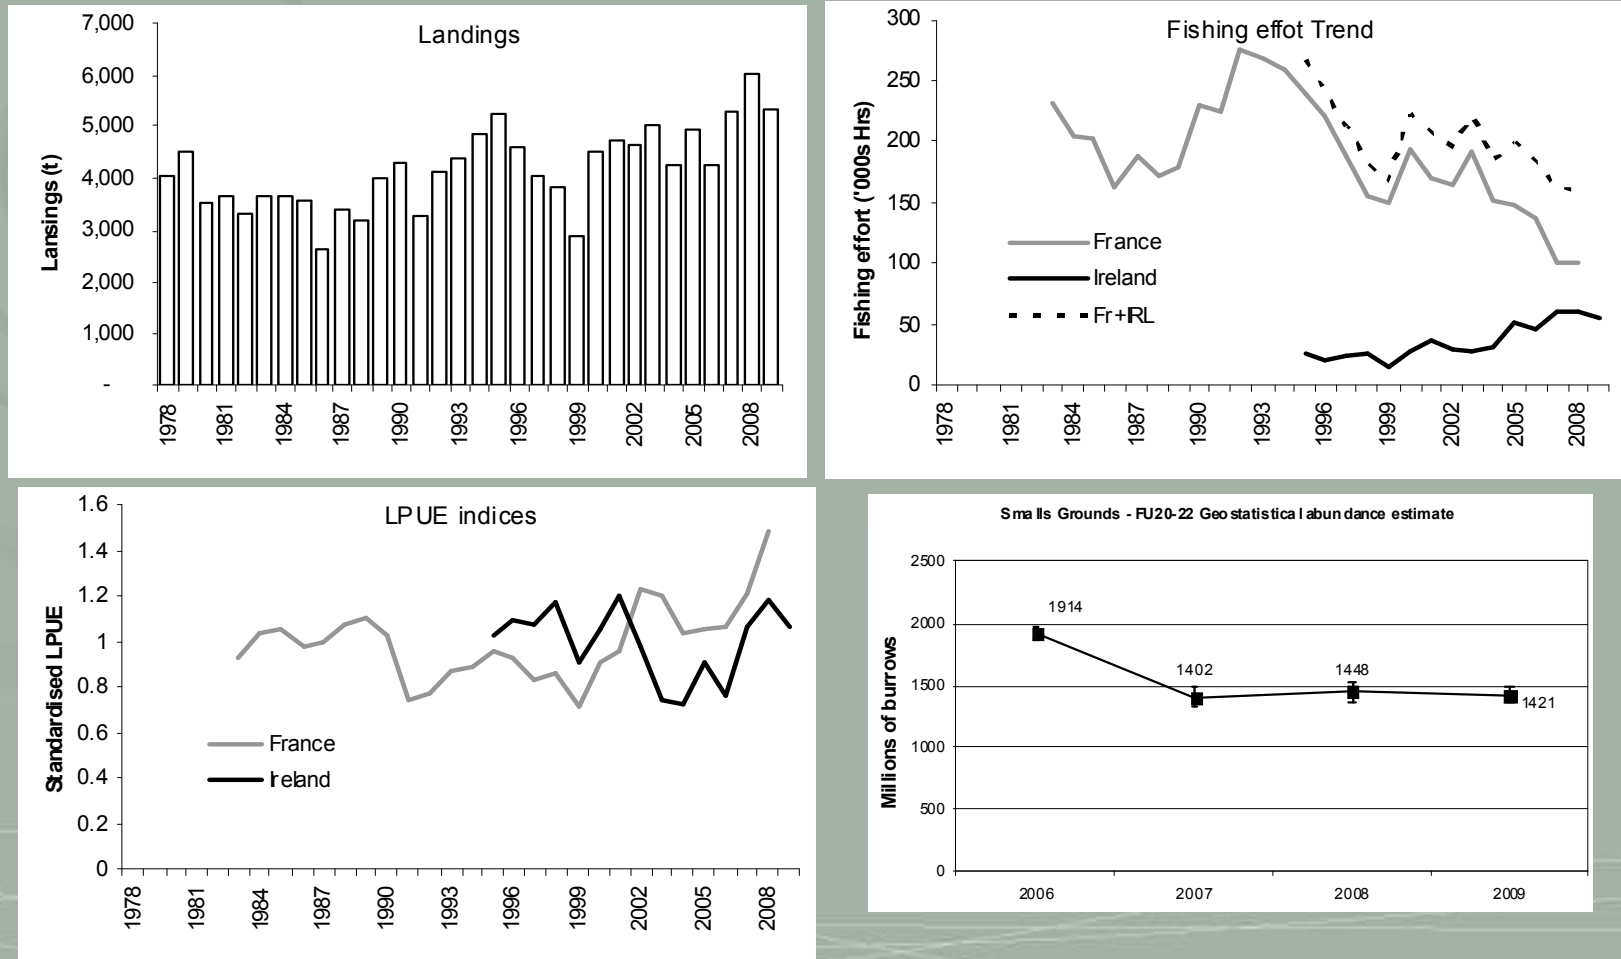 Landings
Lansings (t)
7,000
6,000
5,000
4,000
3,000
2,000
1,000
-
1978 1981 1984 1987 1990 1993 1996 1999 2002 2005 2008
Fishing effot Trend
Fishing effort ('000s Hrs)
300
250
200
150
100
50
0
France
Ireland
Fr+IRL
1978 1981 1984 1987 1990 1993 1996 1999 2002 2005 2008
LPUE indices
Standardised LPUE
1.6
1.4
1.2
1
0.8
0.6
0.4
0.2
0
France
Ireland
1978 1981 1984 1987 1990 1993 1996 1999 2002 2005 2008
Smalls Grounds - FU20-22 Geostatistical abundance estimate
Millions of burrows
2500
2000
1500
1000
500
0
1914
1402
1448
1421
2006 2007 2008 2009